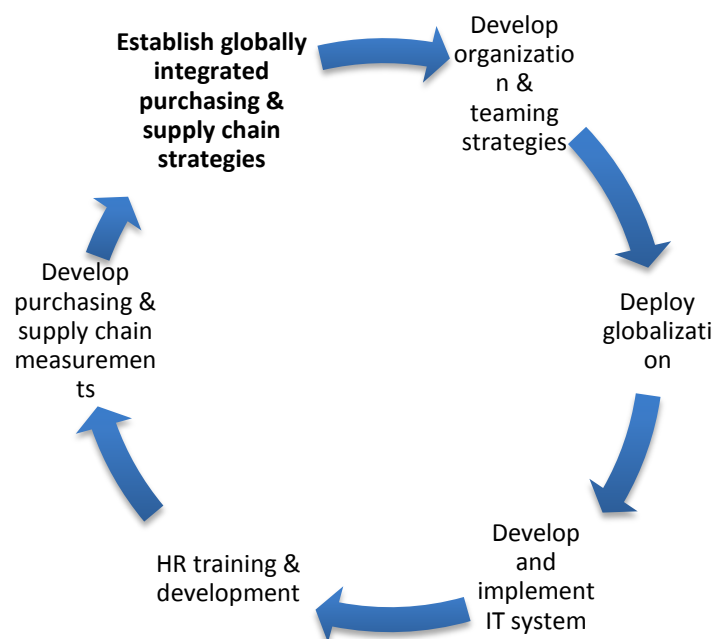 Establish globally
integrated
purchasing &
supply chain
strategies
Develop
organizatio
n &
teaming
strategies
Deploy
globalizati
on
Develop
and
implement
IT system
HR training &
development
Develop
purchasing &
supply chain
measuremen
ts